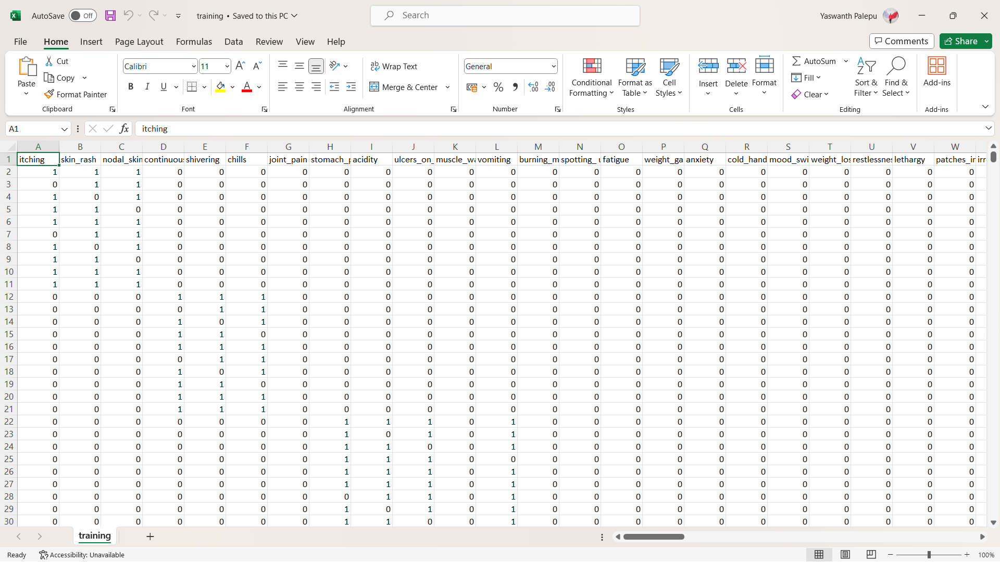 AutoSave Off training • Saved to this PC Search Yaswanth Palepu
File Home Insert Page Layout Formulas Data Review View Help Comments Share
Paste Cut Copy Format Painter Clipboard
Calibri 11 B I U A Font
Wrap Text Merge & Center Alignment
General % Number
Conditional Formatting Format as Table Cell Styles Styles
Insert Delete Format Cells
AutoSum Fill Clear Sort & Filter Find & Select Editing
Add-ins Add-ins
A1 fx itching
A B C D E F G H I J K L M N O P Q R S T U V W
1 itching skin_rash nodal_skin continuous shivering chills joint_pain stomach_p acidity ulcers_on_ muscle_wa vomiting burning_m spotting_ u fatigue weight_ga anxiety cold_hand mood_swi weight_los restlessnes lethargy patches_in irr
2 1 1 1 0 0 0 0 0 0 0 0 0 0 0 0 0 0 0 0 0 0 0 0
3 0 1 1 0 0 0 0 0 0 0 0 0 0 0 0 0 0 0 0 0 0 0 0
4 1 0 1 0 0 0 0 0 0 0 0 0 0 0 0 0 0 0 0 0 0 0 0
5 1 1 0 0 0 0 0 0 0 0 0 0 0 0 0 0 0 0 0 0 0 0 0
6 1 1 1 0 0 0 0 0 0 0 0 0 0 0 0 0 0 0 0 0 0 0 0
7 0 1 1 0 0 0 0 0 0 0 0 0 0 0 0 0 0 0 0 0 0 0 0
8 1 0 1 0 0 0 0 0 0 0 0 0 0 0 0 0 0 0 0 0 0 0 0
9 1 1 0 0 0 0 0 0 0 0 0 0 0 0 0 0 0 0 0 0 0 0 0
10 1 1 1 0 0 0 0 0 0 0 0 0 0 0 0 0 0 0 0 0 0 0 0
11 1 1 1 0 0 0 0 0 0 0 0 0 0 0 0 0 0 0 0 0 0 0 0
12 0 0 0 1 1 1 0 0 0 0 0 0 0 0 0 0 0 0 0 0 0 0 0
13 0 0 0 0 1 1 0 0 0 0 0 0 0 0 0 0 0 0 0 0 0 0 0
14 0 0 0 1 0 1 0 0 0 0 0 0 0 0 0 0 0 0 0 0 0 0 0
15 0 0 0 1 1 0 0 0 0 0 0 0 0 0 0 0 0 0 0 0 0 0 0
16 0 0 0 1 1 1 0 0 0 0 0 0 0 0 0 0 0 0 0 0 0 0 0
17 0 0 0 0 1 1 0 0 0 0 0 0 0 0 0 0 0 0 0 0 0 0 0
18 0 0 0 1 0 1 0 0 0 0 0 0 0 0 0 0 0 0 0 0 0 0 0
19 0 0 0 1 1 0 0 0 0 0 0 0 0 0 0 0 0 0 0 0 0 0 0
20 0 0 0 1 1 1 0 0 0 0 0 0 0 0 0 0 0 0 0 0 0 0 0
21 0 0 0 1 1 1 0 0 0 0 0 0 0 0 0 0 0 0 0 0 0 0 0
22 0 0 0 0 0 0 0 1 1 1 0 1 0 0 0 0 0 0 0 0 0 0 0
23 0 0 0 0 0 0 0 1 0 1 0 1 0 0 0 0 0 0 0 0 0 0 0
24 0 0 0 0 0 0 0 1 1 0 0 1 0 0 0 0 0 0 0 0 0 0 0
25 0 0 0 0 0 0 0 1 1 1 0 0 0 0 0 0 0 0 0 0 0 0 0
26 0 0 0 0 0 0 0 1 1 1 0 1 0 0 0 0 0 0 0 0 0 0 0
27 0 0 0 0 0 0 0 1 1 1 0 1 0 0 0 0 0 0 0 0 0 0 0
28 0 0 0 0 0 0 0 0 1 1 0 1 0 0 0 0 0 0 0 0 0 0 0
29 0 0 0 0 0 0 0 1 0 1 0 1 0 0 0 0 0 0 0 0 0 0 0
30 0 0 0 0 0 0 0 1 1 0 0 1 0 0 0 0 0 0 0 0 0 0 0
training
Ready Accessibility: Unavailable 100%